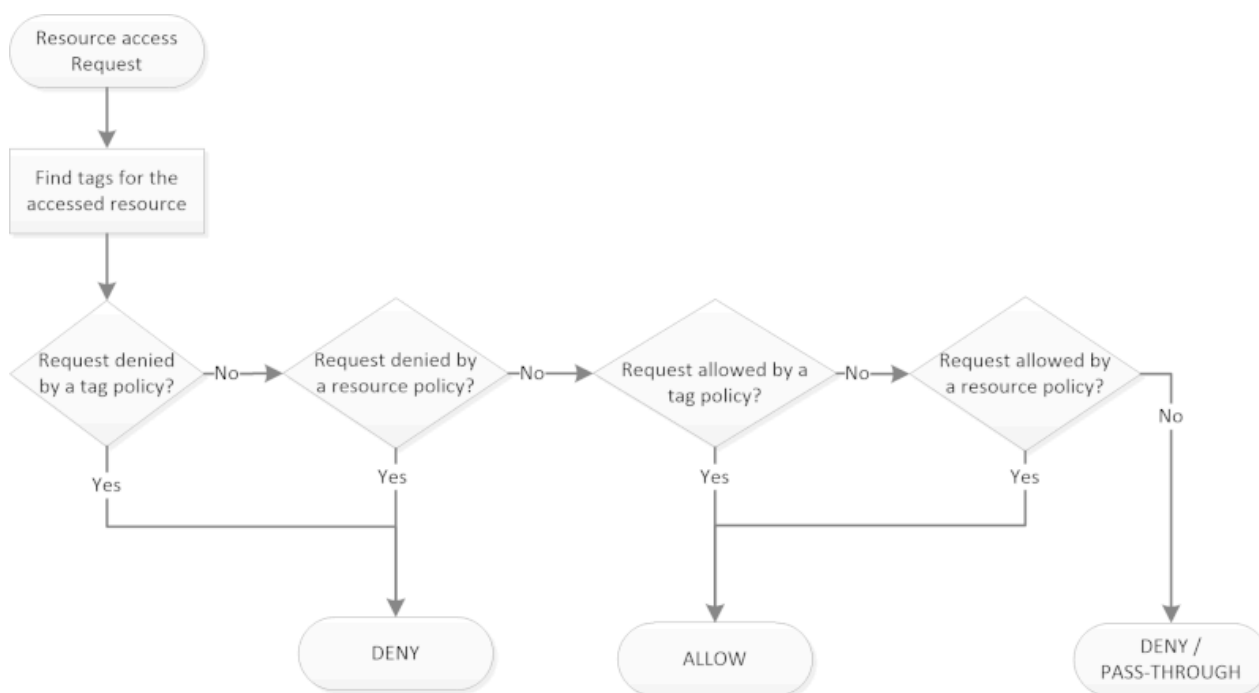 Resource access
Request
Find tags for the
accessed resource
Request denied
by a tag policy?
No
Request denied by
a resource policy?
No
Request allowed by a
tag policy?
No
Request allowed by
a resource policy?
No
Yes
Yes
Yes
Yes
DENY
ALLOW
DENY /
PASS-THROUGH